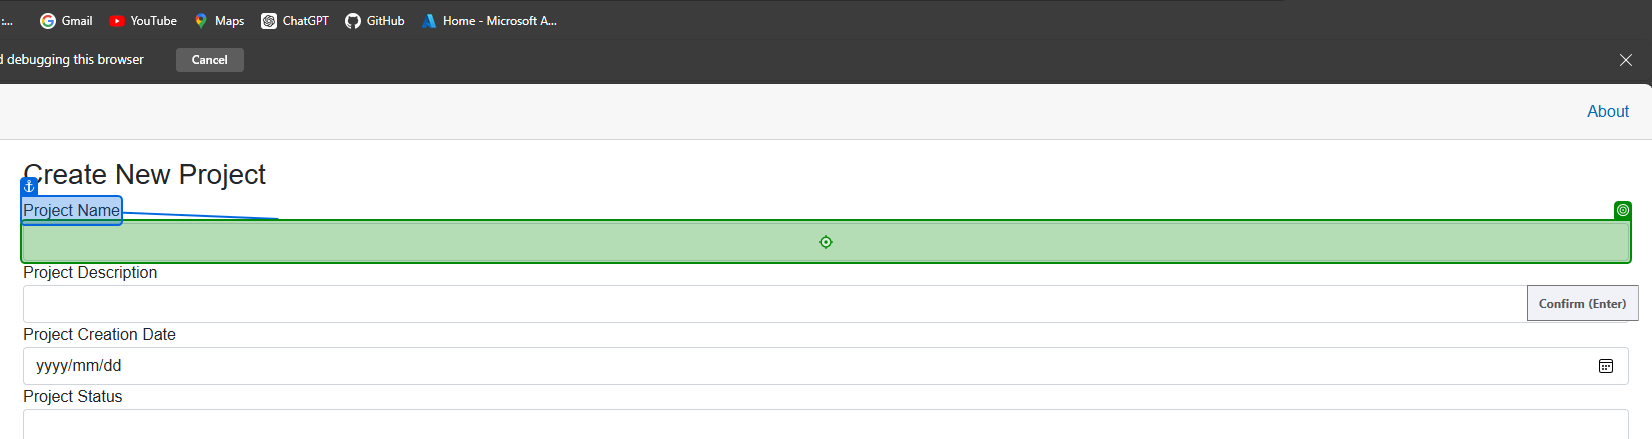 :... Gmail YouTube Maps ChatGPT GitHub Home - Microsoft A...
debugging this browser Cancel
About
Create New Project
Project Name
Project Description
Confirm (Enter)
Project Creation Date
yyyy/mm/dd
Project Status